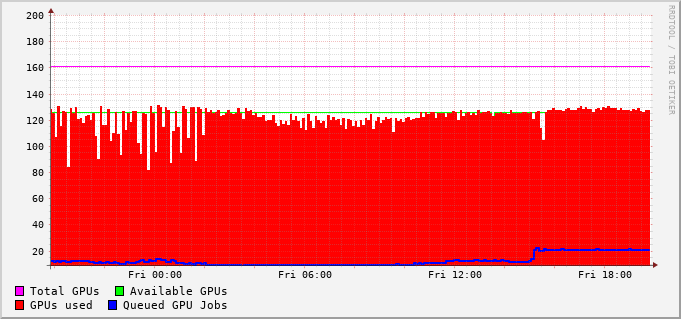 200
180
160
140
120
100
80
60
40
20
Fri 00:00 Fri 06:00 Fri 12:00 Fri 18:00
Total GPUs Available GPUs
GPUs used Queued GPU Jobs
RRDTOOL / TOBI OETIKER